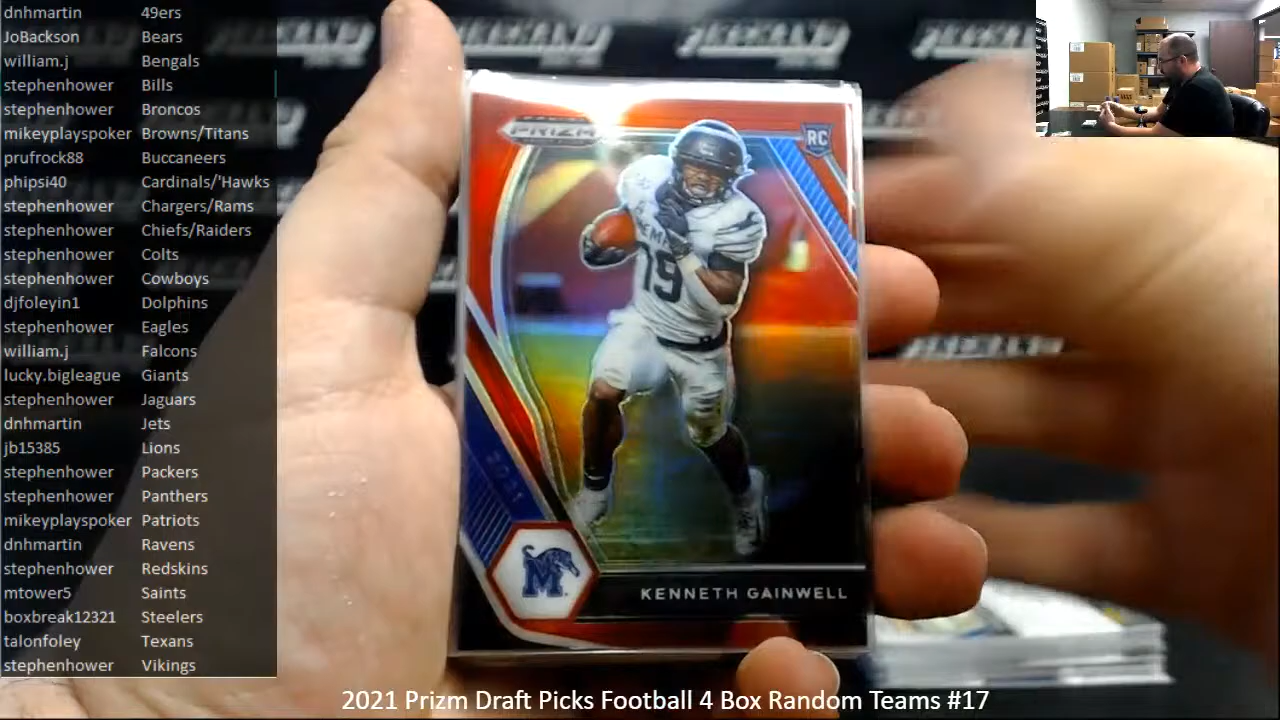 dnhmartin 49ers
JoBackson Bears
william.j Bengals
stephenhower Bills
stephenhower Broncos
mikeyplayspoker Browns/Titans
prufrock88 Buccaneers
phipsi40 Cardinals/'Hawks
stephenhower Chargers/Rams
stephenhower Chiefs/Raiders
stephenhower Colts
stephenhower Cowboys
djfoleyin1 Dolphins
stephenhower Eagles
william.j Falcons
lucky.bigleague Giants
stephenhower Jaguars
dnhmartin Jets
jb15385 Lions
stephenhower Packers
stephenhower Panthers
mikeyplayspoker Patriots
dnhmartin Ravens
stephenhower Redskins
mtower5 Saints
boxbreak12321 Steelers
talonfoley Texans
stephenhower Vikings
PRIZM
RC
19
2021
M
KENNETH GAINWELL
2021 Prizm Draft Picks Football 4 Box Random Teams #17